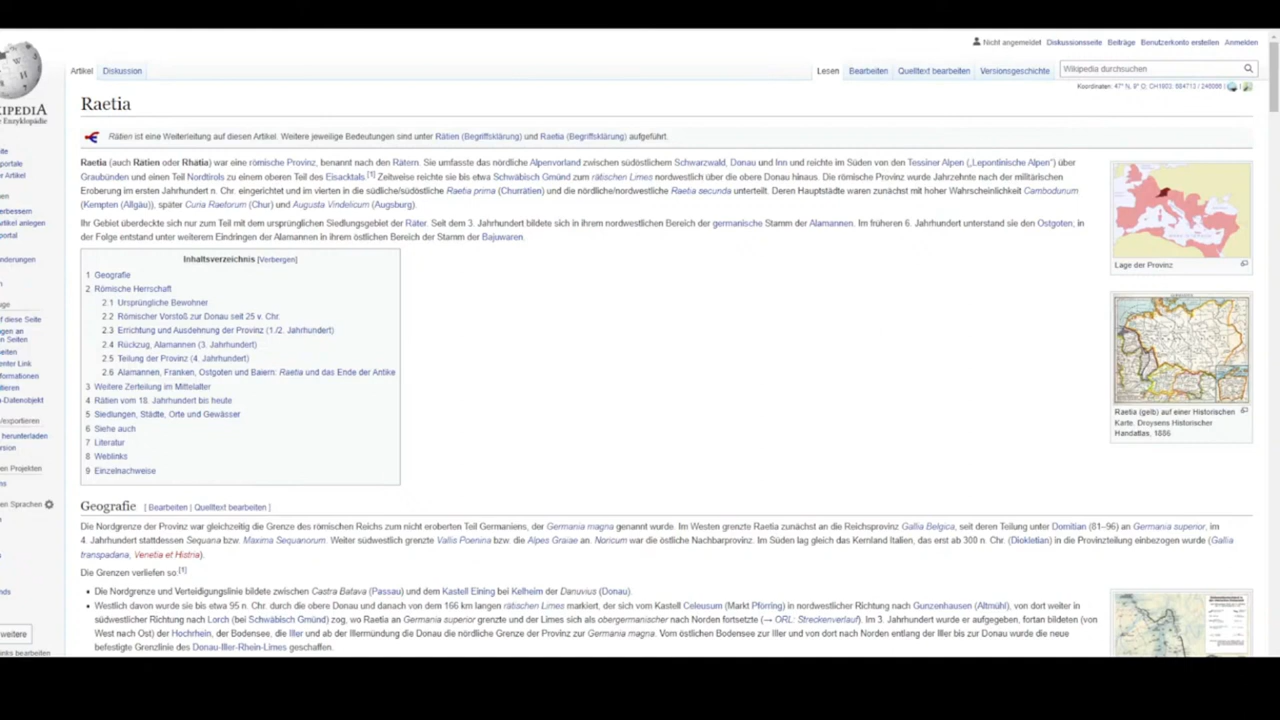 Nicht angemeldet Diskussionsseite Beiträge Benutzerkonto erstellen Anmelden
Artikel Diskussion
Lesen Bearbeiten Quelltext bearbeiten Versionsgeschichte
Wikipedia durchsuchen
Koordinaten: 47° N, 9° O; CH1903:
Raetia
Rätien ist eine Weiterleitung auf diesen Artikel. Weitere jeweilige Bedeutungen sind unter Rätien (Begriffsklärung) und Raetia (Begriffsklärung) aufgeführt.
Raetia (auch Rätien oder Rhätia) war eine römische Provinz, benannt nach den Rätern. Sie umfasste das nördliche Alpenvorland zwischen südöstlichem Schwarzwald, Donau und Inn und reichte im Süden von den Tessiner Alpen („Lepontinische Alpen“) über
Graubünden und einen Teil Nordtirols zu einem oberen Teil des Eisacktals.[1] Zeitweise reichte sie bis etwa Schwäbisch Gmünd zum rätischen Limes nordwestlich über die obere Donau hinaus. Die römische Provinz wurde Jahrzehnte nach der militärischen
Eroberung im ersten Jahrhundert n. Chr. eingerichtet und im vierten in die südliche/südöstliche Raetia prima (Churrätien) und die nördliche/nordwestliche Raetia secunda unterteilt. Deren Hauptstädte waren zunächst mit hoher Wahrscheinlichkeit Cambodunum
(Kempten (Allgäu)), später Curia Raetorum (Chur) und Augusta Vindelicum (Augsburg).
Ihr Gebiet überdeckte sich nur zum Teil mit dem ursprünglichen Siedlungsgebiet der Räter. Seit dem 3. Jahrhundert bildete sich in ihrem nordwestlichen Bereich der germanische Stamm der Alamannen. Im früheren 6. Jahrhundert unterstand sie den Ostgoten, in
der Folge entstand unter weiterem Eindringen der Alamannen in ihrem östlichen Bereich der Stamm der Bajuwaren.
Inhaltsverzeichnis [Verbergen]
1 Geografie
2 Römische Herrschaft
2.1 Ursprüngliche Bewohner
2.2 Römischer Vorstoß zur Donau seit 25 v. Chr.
2.3 Errichtung und Ausdehnung der Provinz (1./2. Jahrhundert)
2.4 Rückzug, Alamannen (3. Jahrhundert)
2.5 Teilung der Provinz (4. Jahrhundert)
2.6 Alamannen, Franken, Ostgoten und Baiern: Raetia und das Ende der Antike
3 Weitere Zerteilung im Mittelalter
4 Rätien vom 18. Jahrhundert bis heute
5 Siedlungen, Städte, Orte und Gewässer
6 Siehe auch
7 Literatur
8 Weblinks
9 Einzelnachweise
Lage der Provinz
Raetia (gelb) auf einer Historischen
Karte. Droysens Historischer
Handatlas, 1886
Geografie [ Bearbeiten | Quelltext bearbeiten ]
Die Nordgrenze der Provinz war gleichzeitig die Grenze des römischen Reichs zum nicht eroberten Teil Germaniens, der Germania magna genannt wurde. Im Westen grenzte Raetia zunächst an die Reichsprovinz Gallia Belgica, seit deren Teilung unter Domitian (81–96) an Germania superior, im
4. Jahrhundert stattdessen Sequana bzw. Maxima Sequanorum. Weiter südwestlich grenzte Vallis Poenina bzw. die Alpes Graiae an. Noricum war die östliche Nachbarprovinz. Im Süden lag gleich das Kernland Italien, das erst ab 300 n. Chr. (Diokletian) in die Provinzteilung einbezogen wurde (Gallia
transpadana, Venetia et Histria).
Die Grenzen verliefen so:[1]
• Die Nordgrenze und Verteidigungslinie bildete zwischen Castra Batava (Passau) und dem Kastell Eining bei Kelheim der Danuvius (Donau).
• Westlich davon wurde sie bis etwa 95 n. Chr. durch die obere Donau und danach von dem 166 km langen rätischen Limes markiert, der sich vom Kastell Celeusum (Markt Pförring) in nordwestlicher Richtung nach Gunzenhausen (Altmühl), von dort weiter in
südwestlicher Richtung nach Lorch (bei Schwäbisch Gmünd) zog, wo Raetia an Germania superior grenzte und der Limes sich als obergermanischer nach Norden fortsetzte (→ ORL: Streckenverlauf). Im 3. Jahrhundert wurde er aufgegeben, fortan bildeten (von
West nach Ost) der Hochrhein, der Bodensee, die Iller und ab der Illermündung die Donau die nördliche Grenze der Provinz zur Germania magna. Vom östlichen Bodensee zur Iller und von dort nach Norden entlang der Iller bis zur Donau wurde die neue
befestigte Grenzlinie des Donau-Iller-Rhein-Limes geschaffen.